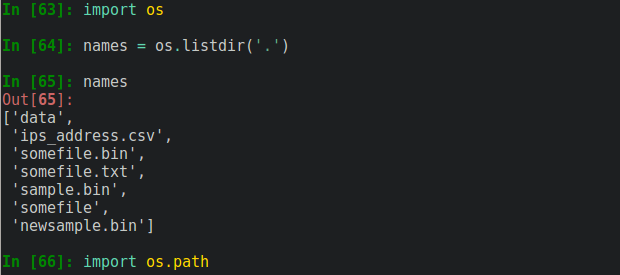 In [63]: import os
In [64]: names = os.listdir('.')
In [65]: names
Out[65]:
['data',
 'ips_address.csv',
 'somefile.bin',
 'somefile.txt',
 'sample.bin',
 'somefile',
 'newsample.bin']
In [66]: import os.path